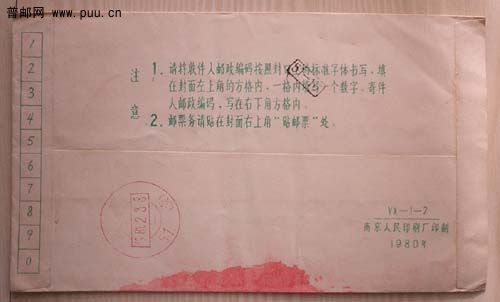 普邮网
www.puu.cn
1
2
3
4
5
6
7
8
9
0
注意
1. 请将收件人邮政编码按照封口的标准字体书写，填
在封面左上角的方格内，一格内一个数字。寄件
人邮政编码，写在右下角方格内。
2. 邮票务请贴在封面右上角“贴邮票”处。
VX-1-2
南京人民印刷厂印制
1980年